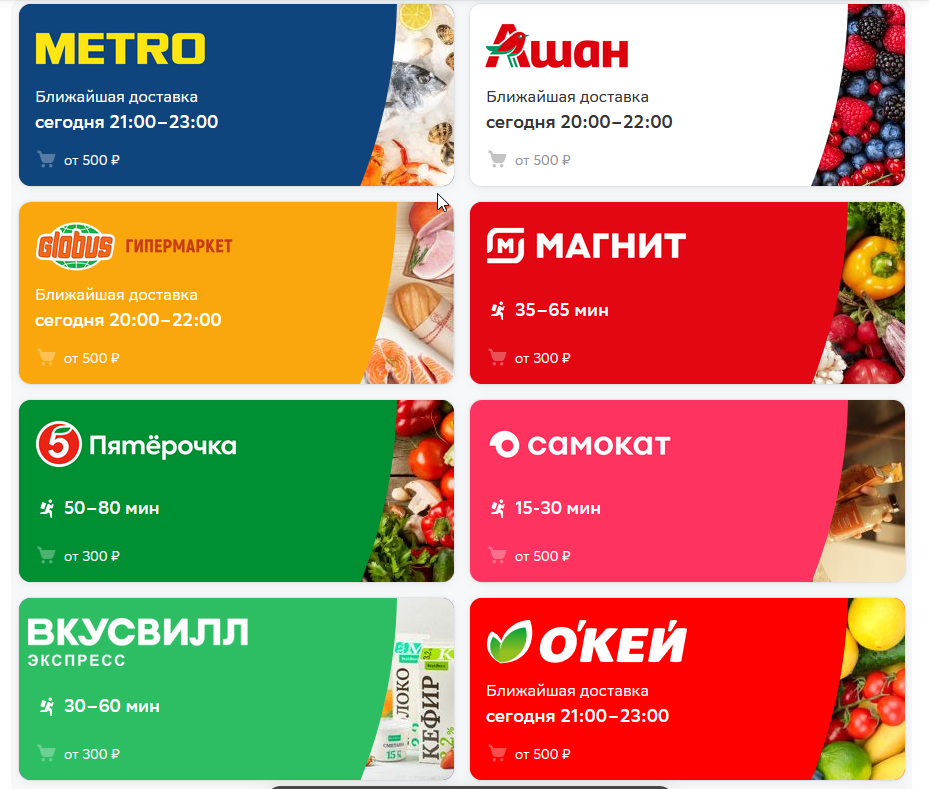 METRO
Ближайшая доставка
сегодня 21:00–23:00
от 500 ₽
Ашан
Ближайшая доставка
сегодня 20:00–22:00
от 500 ₽
Globus ГИПЕРМАРКЕТ
Ближайшая доставка
сегодня 20:00–22:00
от 500 ₽
М МАГНИТ
35–65 мин
от 300 ₽
5 Пятёрочка
50–80 мин
от 300 ₽
самокат
15-30 мин
от 500 ₽
ВКУСВИЛЛ
ЭКСПРЕСС
30–60 мин
от 300 ₽
КЕФИР
СМЕТАНА
15%
О'КЕЙ
Ближайшая доставка
сегодня 21:00–23:00
от 500 ₽